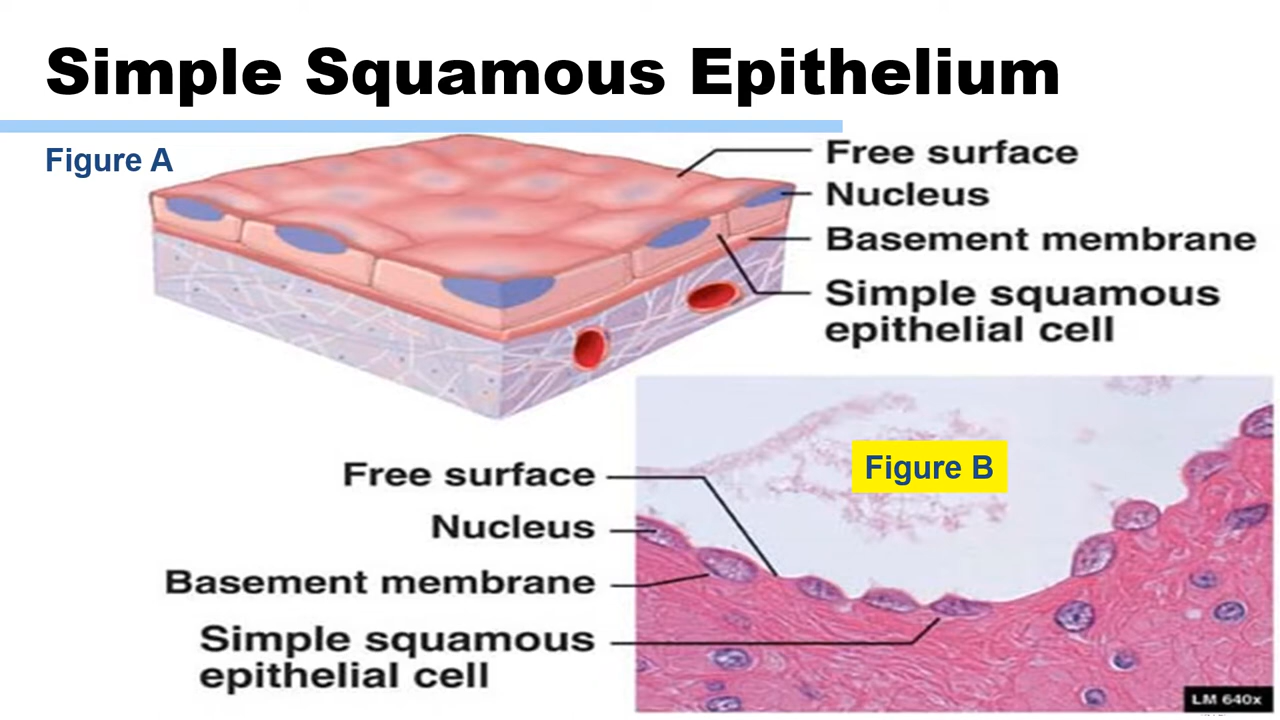 Simple Squamous Epithelium
Figure A
Free surface
Nucleus
Basement membrane
Simple squamous
epithelial cell
Figure B
Free surface
Nucleus
Basement membrane
Simple squamous
epithelial cell
LM 640x